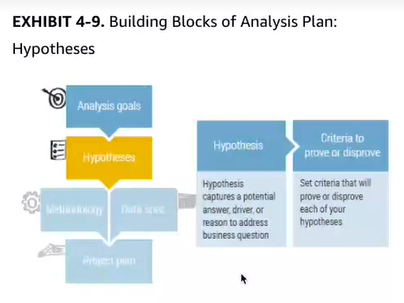 EXHIBIT 4-9. Building Blocks of Analysis Plan:
Hypotheses
Analysis goals
Hypotheses
Methodology
Data spec
Project plan
Hypothesis
Criteria to
prove or disprove
Hypothesis
captures a potential
answer, driver, or
reason to address
business question
Set criteria that will
prove or disprove
each of your
hypotheses